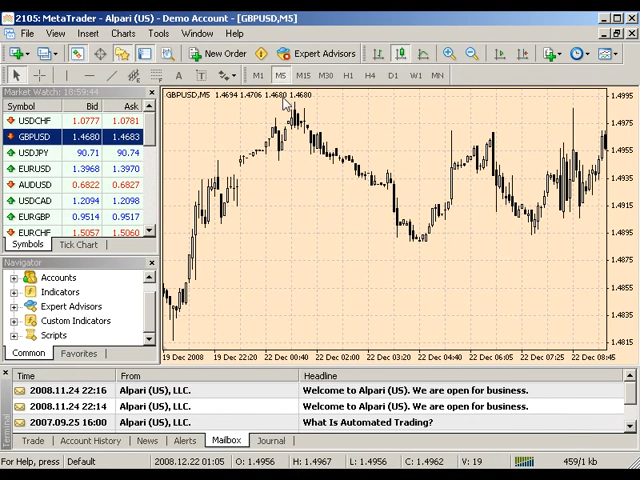 2105: MetaTrader - Alpari (US) - Demo Account - [GBPUSD,M5]
File View Insert Charts Tools Window Help
New Order Expert Advisors
A T M1 M5 M15 M30 H1 H4 D1 W1 MN
Market Watch: 18:59:44
Symbol Bid Ask
USDCHF 1.0777 1.0781
GBPUSD 1.4680 1.4683
USDJPY 90.71 90.74
EURUSD 1.3968 1.3970
AUDUSD 0.6822 0.6827
USDCAD 1.2094 1.2098
EURGBP 0.9514 0.9517
EURCHF 1.5057 1.5060
Symbols Tick Chart
Navigator
Accounts
Indicators
Expert Advisors
Custom Indicators
Scripts
Common Favorites
GBPUSD,M5 1.4694 1.4706 1.4680 1.4680
1.4995
1.4975
1.4955
1.4935
1.4915
1.4895
1.4875
1.4855
1.4835
1.4815
19 Dec 2008 19 Dec 22:20 22 Dec 00:40 22 Dec 02:00 22 Dec 03:20 22 Dec 04:40 22 Dec 06:05 22 Dec 07:25 22 Dec 08:45
Time From Headline
2008.11.24 22:16 Alpari (US), LLC. Welcome to Alpari (US). We are open for business.
2008.11.24 22:14 Alpari (US), LLC. Welcome to Alpari (US). We are open for business.
2007.09.25 16:00 Alpari (US), LLC. What Is Automated Trading?
Terminal
Trade Account History News Alerts Mailbox Journal
For Help, press Default 2008.12.22 01:05 O: 1.4956 H: 1.4967 L: 1.4956 C: 1.4962 V: 19 459/1 kb